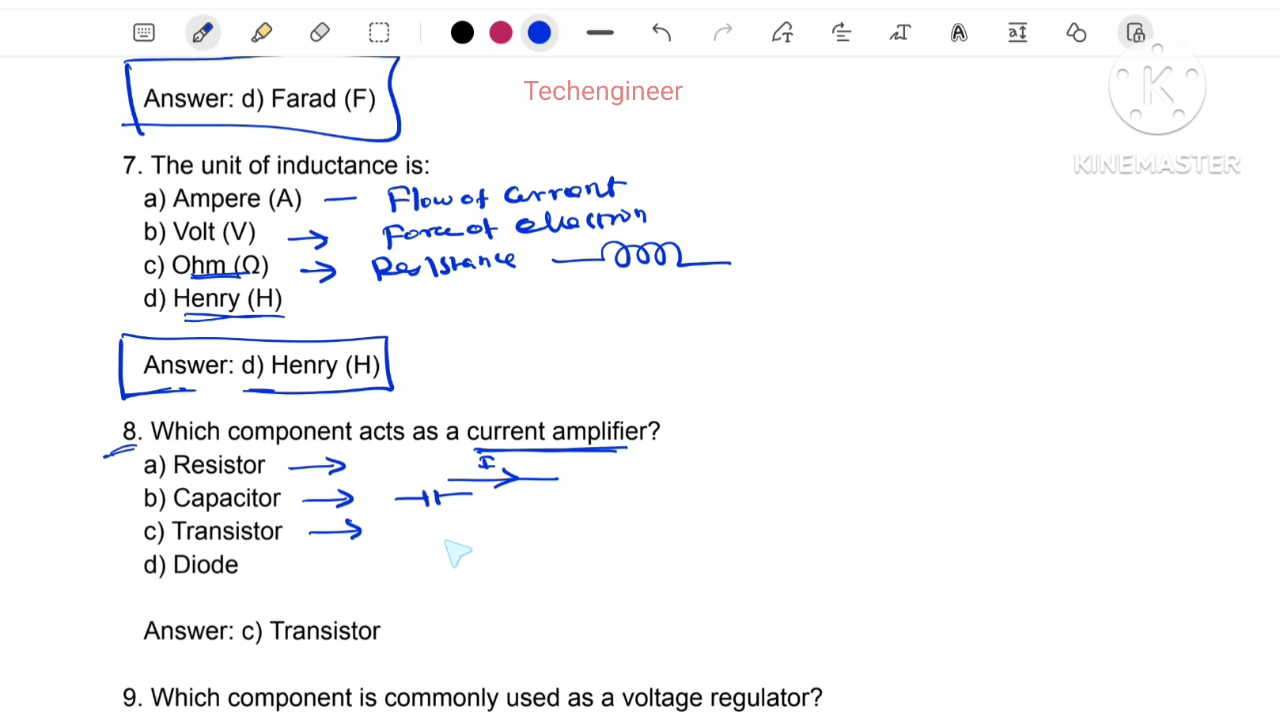 Answer: d) Farad (F)
Techengineer
K
KINEMASTER
7. The unit of inductance is:
a) Ampere (A) — Flow of Current
b) Volt (V) → Force of electron
c) Ohm (Ω) → Resistance
d) Henry (H)
Answer: d) Henry (H)
8. Which component acts as a current amplifier?
a) Resistor → I
b) Capacitor →
c) Transistor →
d) Diode
Answer: c) Transistor
9. Which component is commonly used as a voltage regulator?